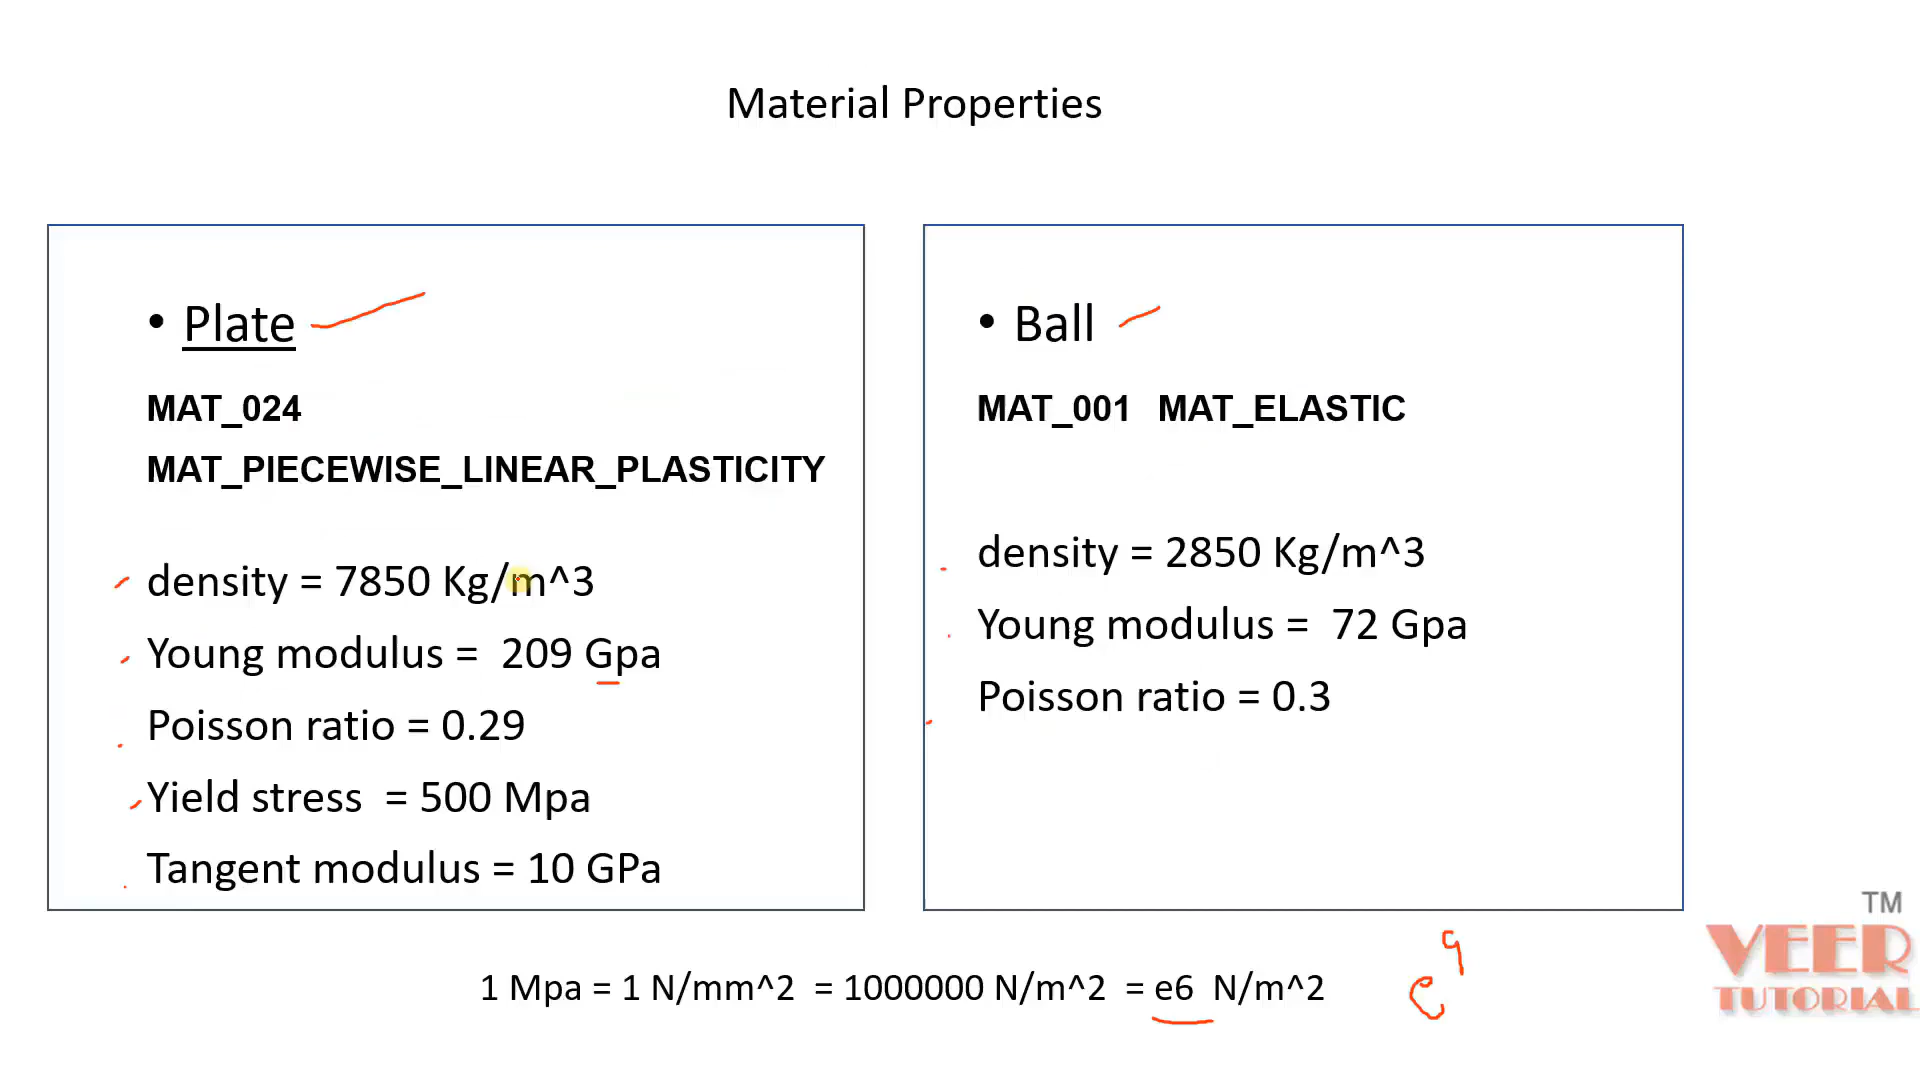 Material Properties
• Plate
MAT_024
MAT_PIECEWISE_LINEAR_PLASTICITY
density = 7850 Kg/m^3
Young modulus = 209 Gpa
Poisson ratio = 0.29
Yield stress = 500 Mpa
Tangent modulus = 10 GPa
• Ball
MAT_001 MAT_ELASTIC
density = 2850 Kg/m^3
Young modulus = 72 Gpa
Poisson ratio = 0.3
1 Mpa = 1 N/mm^2 = 1000000 N/m^2 = e6 N/m^2
e9
TM
VEER
TUTORIAL